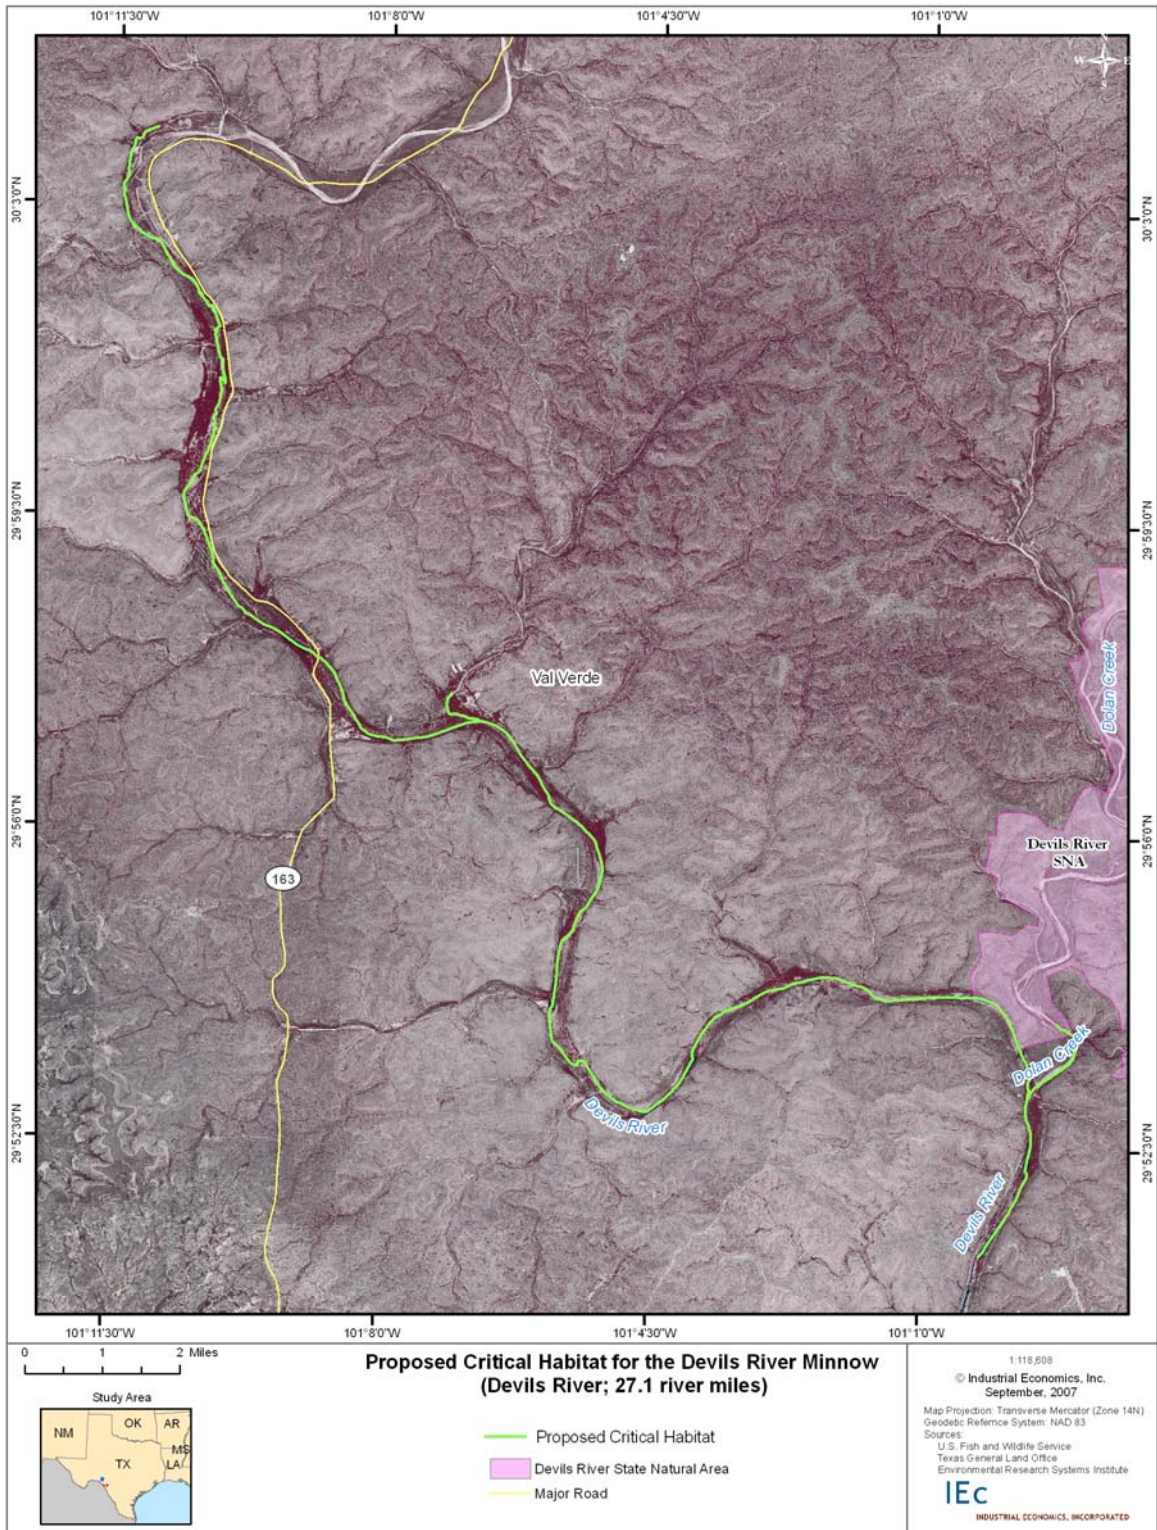 101°11'30"W 101°8'0"W 101°4'30"W 101°1'0"W
N
W E
S
30°3'0"N
30°3'0"N
29°59'30"N
29°59'30"N
Val Verde
Dolan Creek
29°56'0"N
29°56'0"N
Devils River
SNA
163
Dolan Creek
Devils River
29°52'30"N
29°52'30"N
Devils River
101°11'30"W 101°8'0"W 101°4'30"W 101°1'0"W
0 1 2 Miles
Study Area
NM OK AR
TX MS
LA
Proposed Critical Habitat for the Devils River Minnow
(Devils River; 27.1 river miles)
Proposed Critical Habitat
Devils River State Natural Area
Major Road
1:118,608
© Industrial Economics, Inc.
September, 2007
Map Projection: Transverse Mercator (Zone 14N)
Geodetic Refernce System: NAD 83
Sources:
U.S. Fish and Wildlife Service
Texas General Land Office
Environmental Research Systems Institute
IEc
INDUSTRIAL ECONOMICS, INCORPORATED